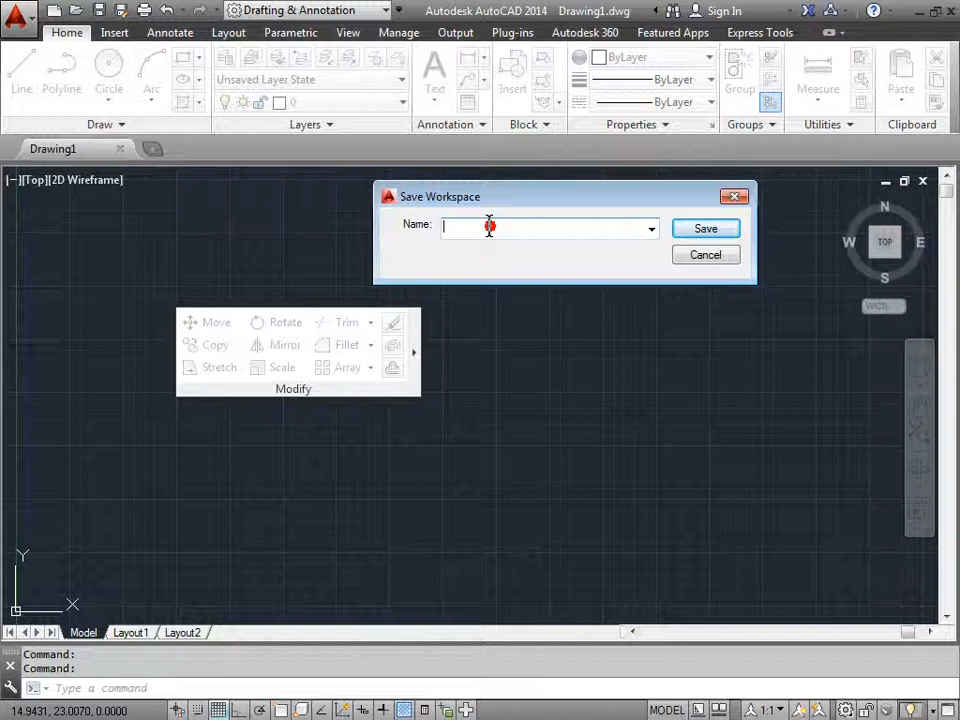 Drafting & Annotation
Autodesk AutoCAD 2014 Drawing1.dwg
Sign In
Home Insert Annotate Layout Parametric View Manage Output Plug-ins Autodesk 360 Featured Apps Express Tools
Line Polyline Circle Arc
Unsaved Layer State
0
Text
Insert
ByLayer
ByLayer
ByLayer
Group
Measure
Paste
Draw Layers Annotation Block Properties Groups Utilities Clipboard
Drawing1
[−][Top][2D Wireframe]
Save Workspace
Name:
Save
Cancel
N
W TOP E
S
WCS
Move Rotate Trim
Copy Mirror Fillet
Stretch Scale Array
Modify
Y
X
Model Layout1 Layout2
Command:
Command:
Type a command
14.9431, 23.0070, 0.0000
MODEL
1:1